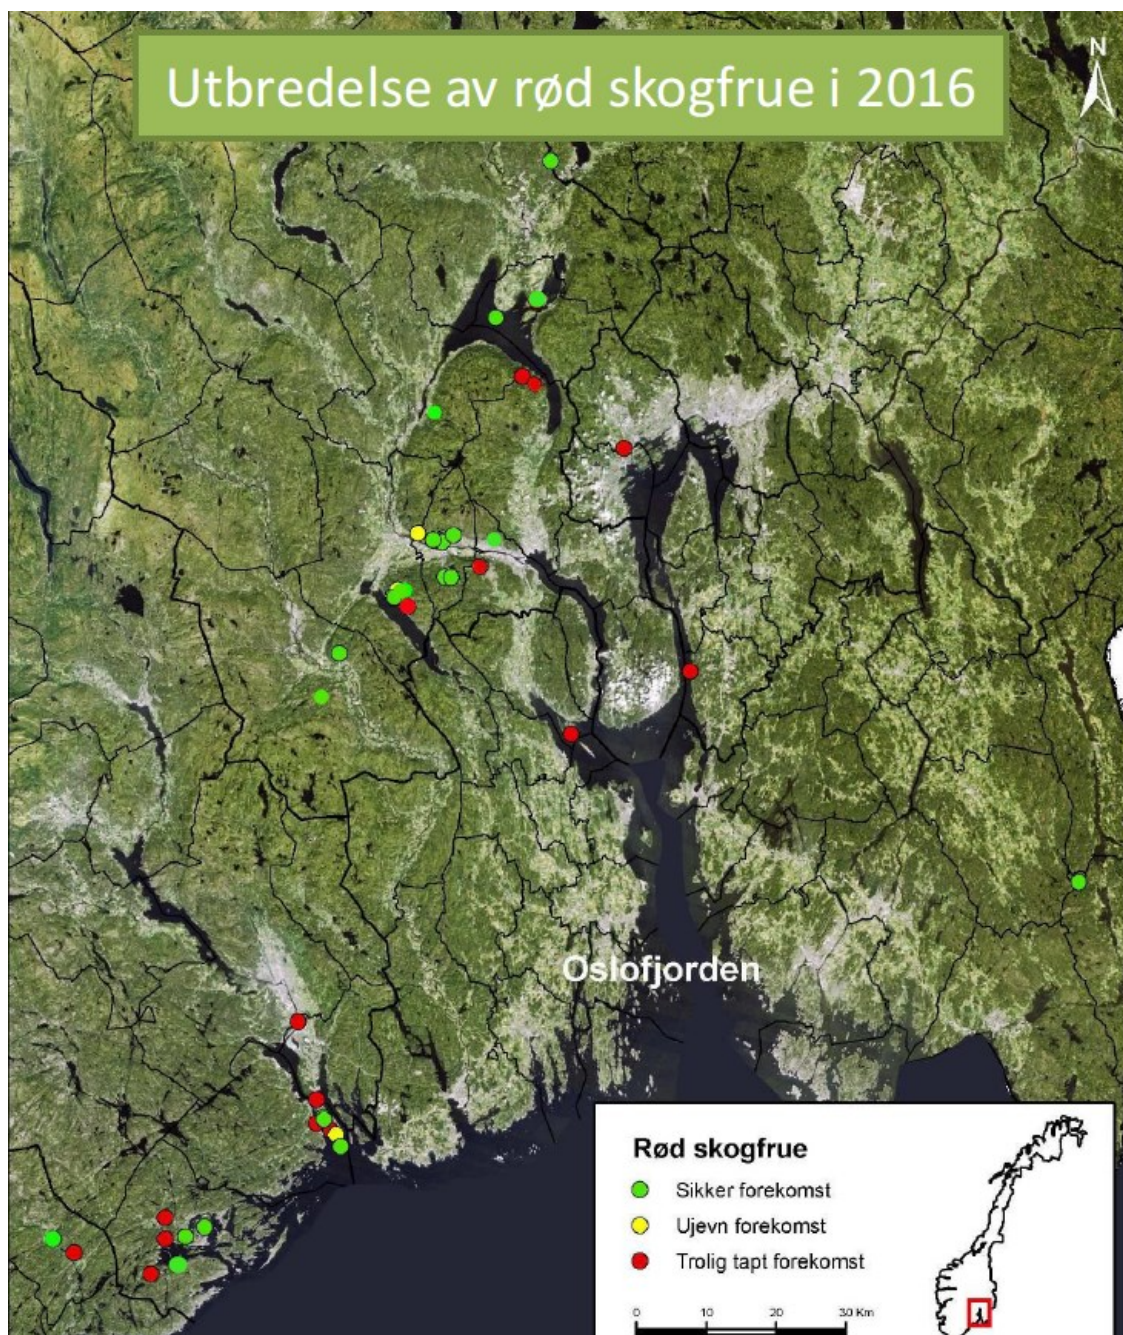 Utbredelse av rød skogfrue i 2016
N
Oslofjorden
Rød skogfrue
Sikker forekomst
Ujevn forekomst
Trolig tapt forekomst
0 10 20 30 Km